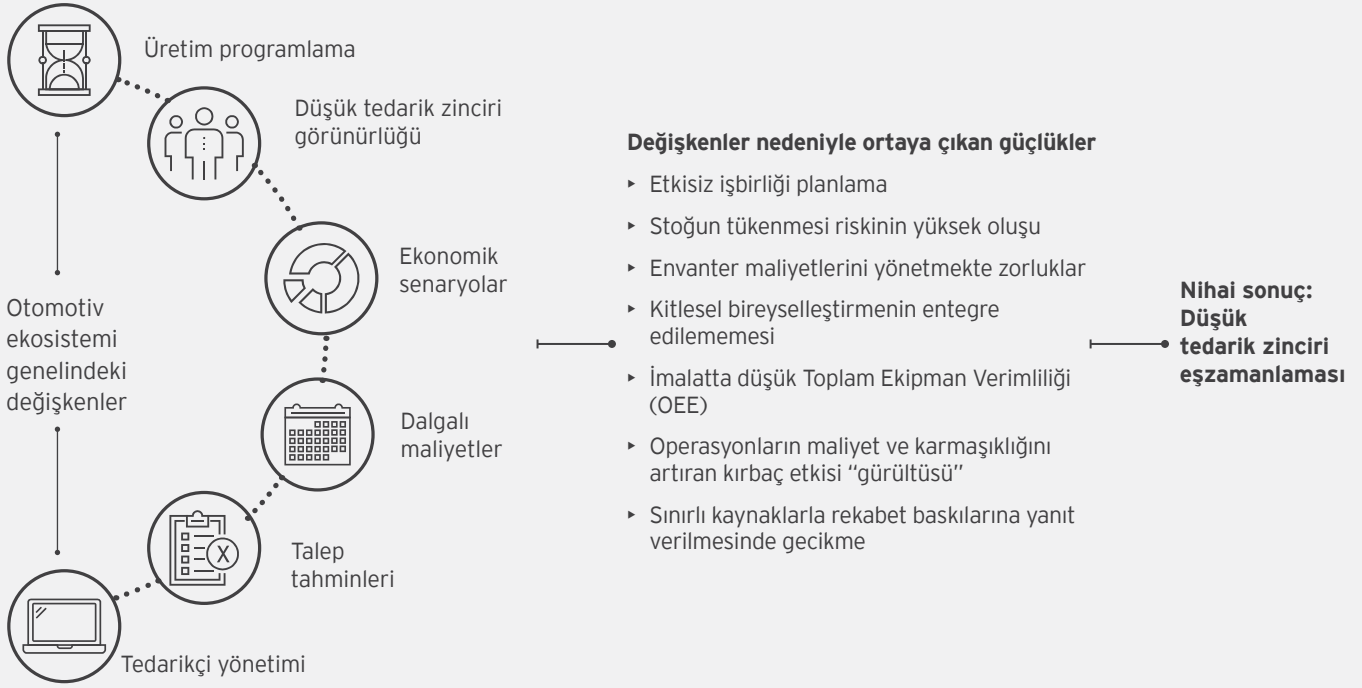 Üretim programlama
Düşük tedarik zinciri
görünürlüğü
Ekonomik
senaryolar
Dalgalı
maliyetler
Talep
tahminleri
Tedarikçi yönetimi
Otomotiv
ekosistemi
genelindeki
değişkenler
X
Değişkenler nedeniyle ortaya çıkan güçlükler
‣ Etkisiz işbirliği planlama
‣ Stoğun tükenmesi riskinin yüksek oluşu
‣ Envanter maliyetlerini yönetmekte zorluklar
‣ Kitlesel bireyselleştirmenin entegre
edilememesi
‣ İmalatta düşük Toplam Ekipman Verimliliği
(OEE)
‣ Operasyonların maliyet ve karmaşıklığını
artıran kırbaç etkisi “gürültüsü”
‣ Sınırlı kaynaklarla rekabet baskılarına yanıt
verilmesinde gecikme
Nihai sonuç:
Düşük
tedarik zinciri
eşzamanlaması